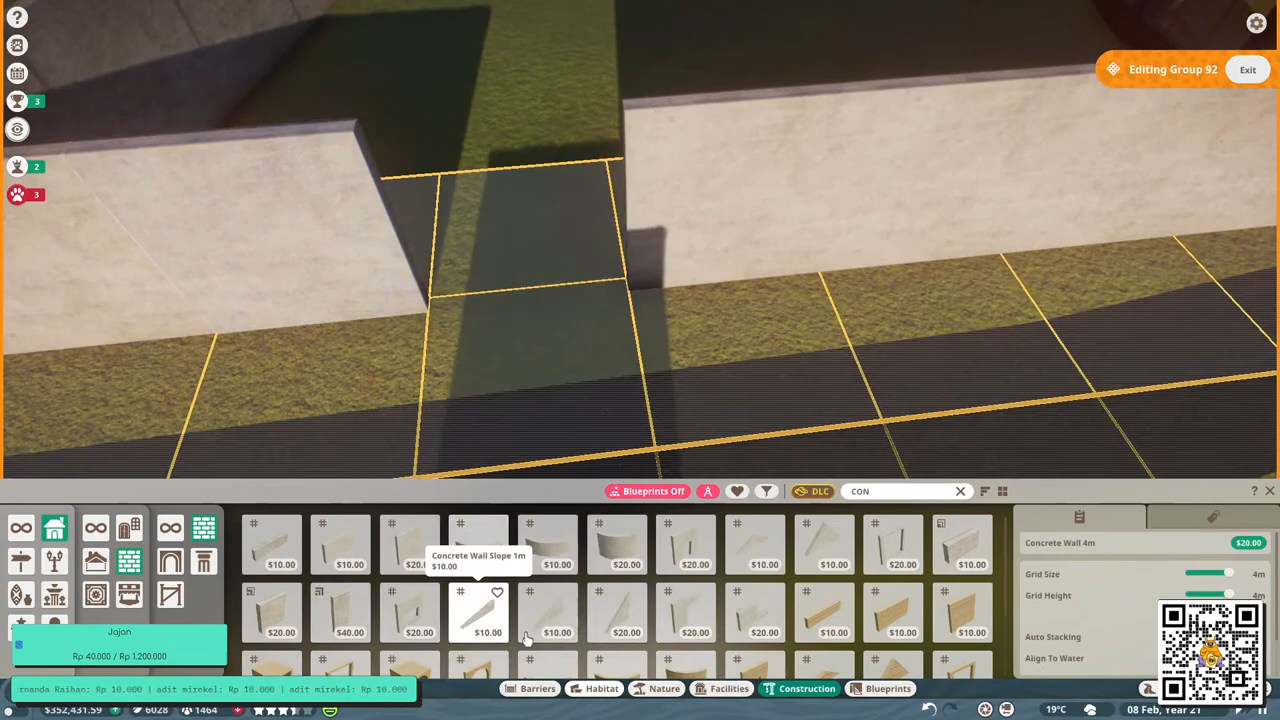 ?
Editing Group 92
Exit
3
2
3
Blueprints Off
DLC
CON
?
$10.00
$10.00
$20.0
$10.00
$20.00
$20.00
$10.00
$10.00
$20.00
$10.00
Concrete Wall Slope 1m
$10.00
Concrete Wall 4m
$20.00
Grid Size
4m
Grid Height
4m
$20.00
$40.00
$20.00
$10.00
$10.00
$20.00
$20.00
$20.00
$10.00
$10.00
$10.00
Auto Stacking
Align To Water
Jajan
Rp 40.000 / Rp 1.200.000
rnanda Raihan: Rp 10.000 | adit mirekel: Rp 10.000 | adit mirekel: Rp 10.000
Barriers
Habitat
Nature
Facilities
Construction
Blueprints
$352,431.59
6028
1464
19°C
08 Feb, Year 21